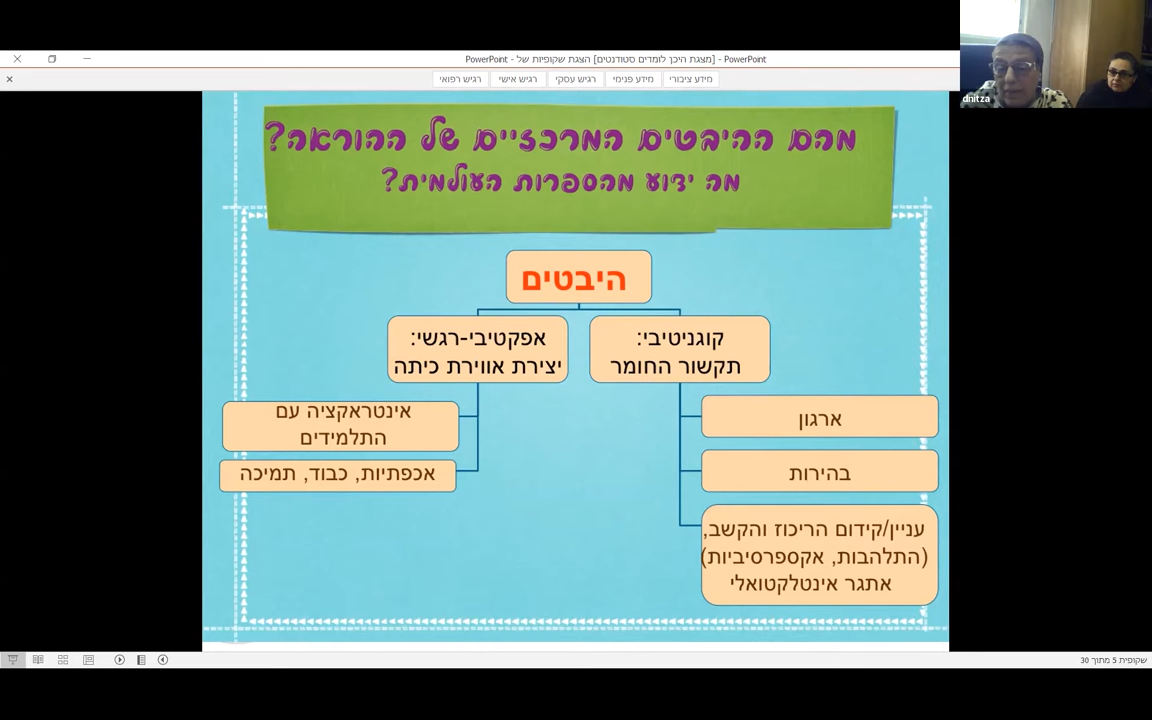 PowerPoint - [מצגת היכן לומדים סטודנטים] הצגת שקופיות של - PowerPoint
מידע ציבורי
מידע פנימי
רגיש עסקי
רגיש אישי
רגיש רפואי
dnitza
מהם ההיבטים המרכזיים של ההוראה?
מה ידוע מהספרות העולמית?
היבטים
קוגניטיבי:
תקשור החומר
אפקטיבי-רגשי:
יצירת אווירת כיתה
ארגון
בהירות
עניין/קידום הריכוז והקשב,
(התלהבות, אקספרסיביות)
אתגר אינטלקטואלי
אינטראקציה עם
התלמידים
אכפתיות, כבוד, תמיכה
שקופית 5 מתוך 30